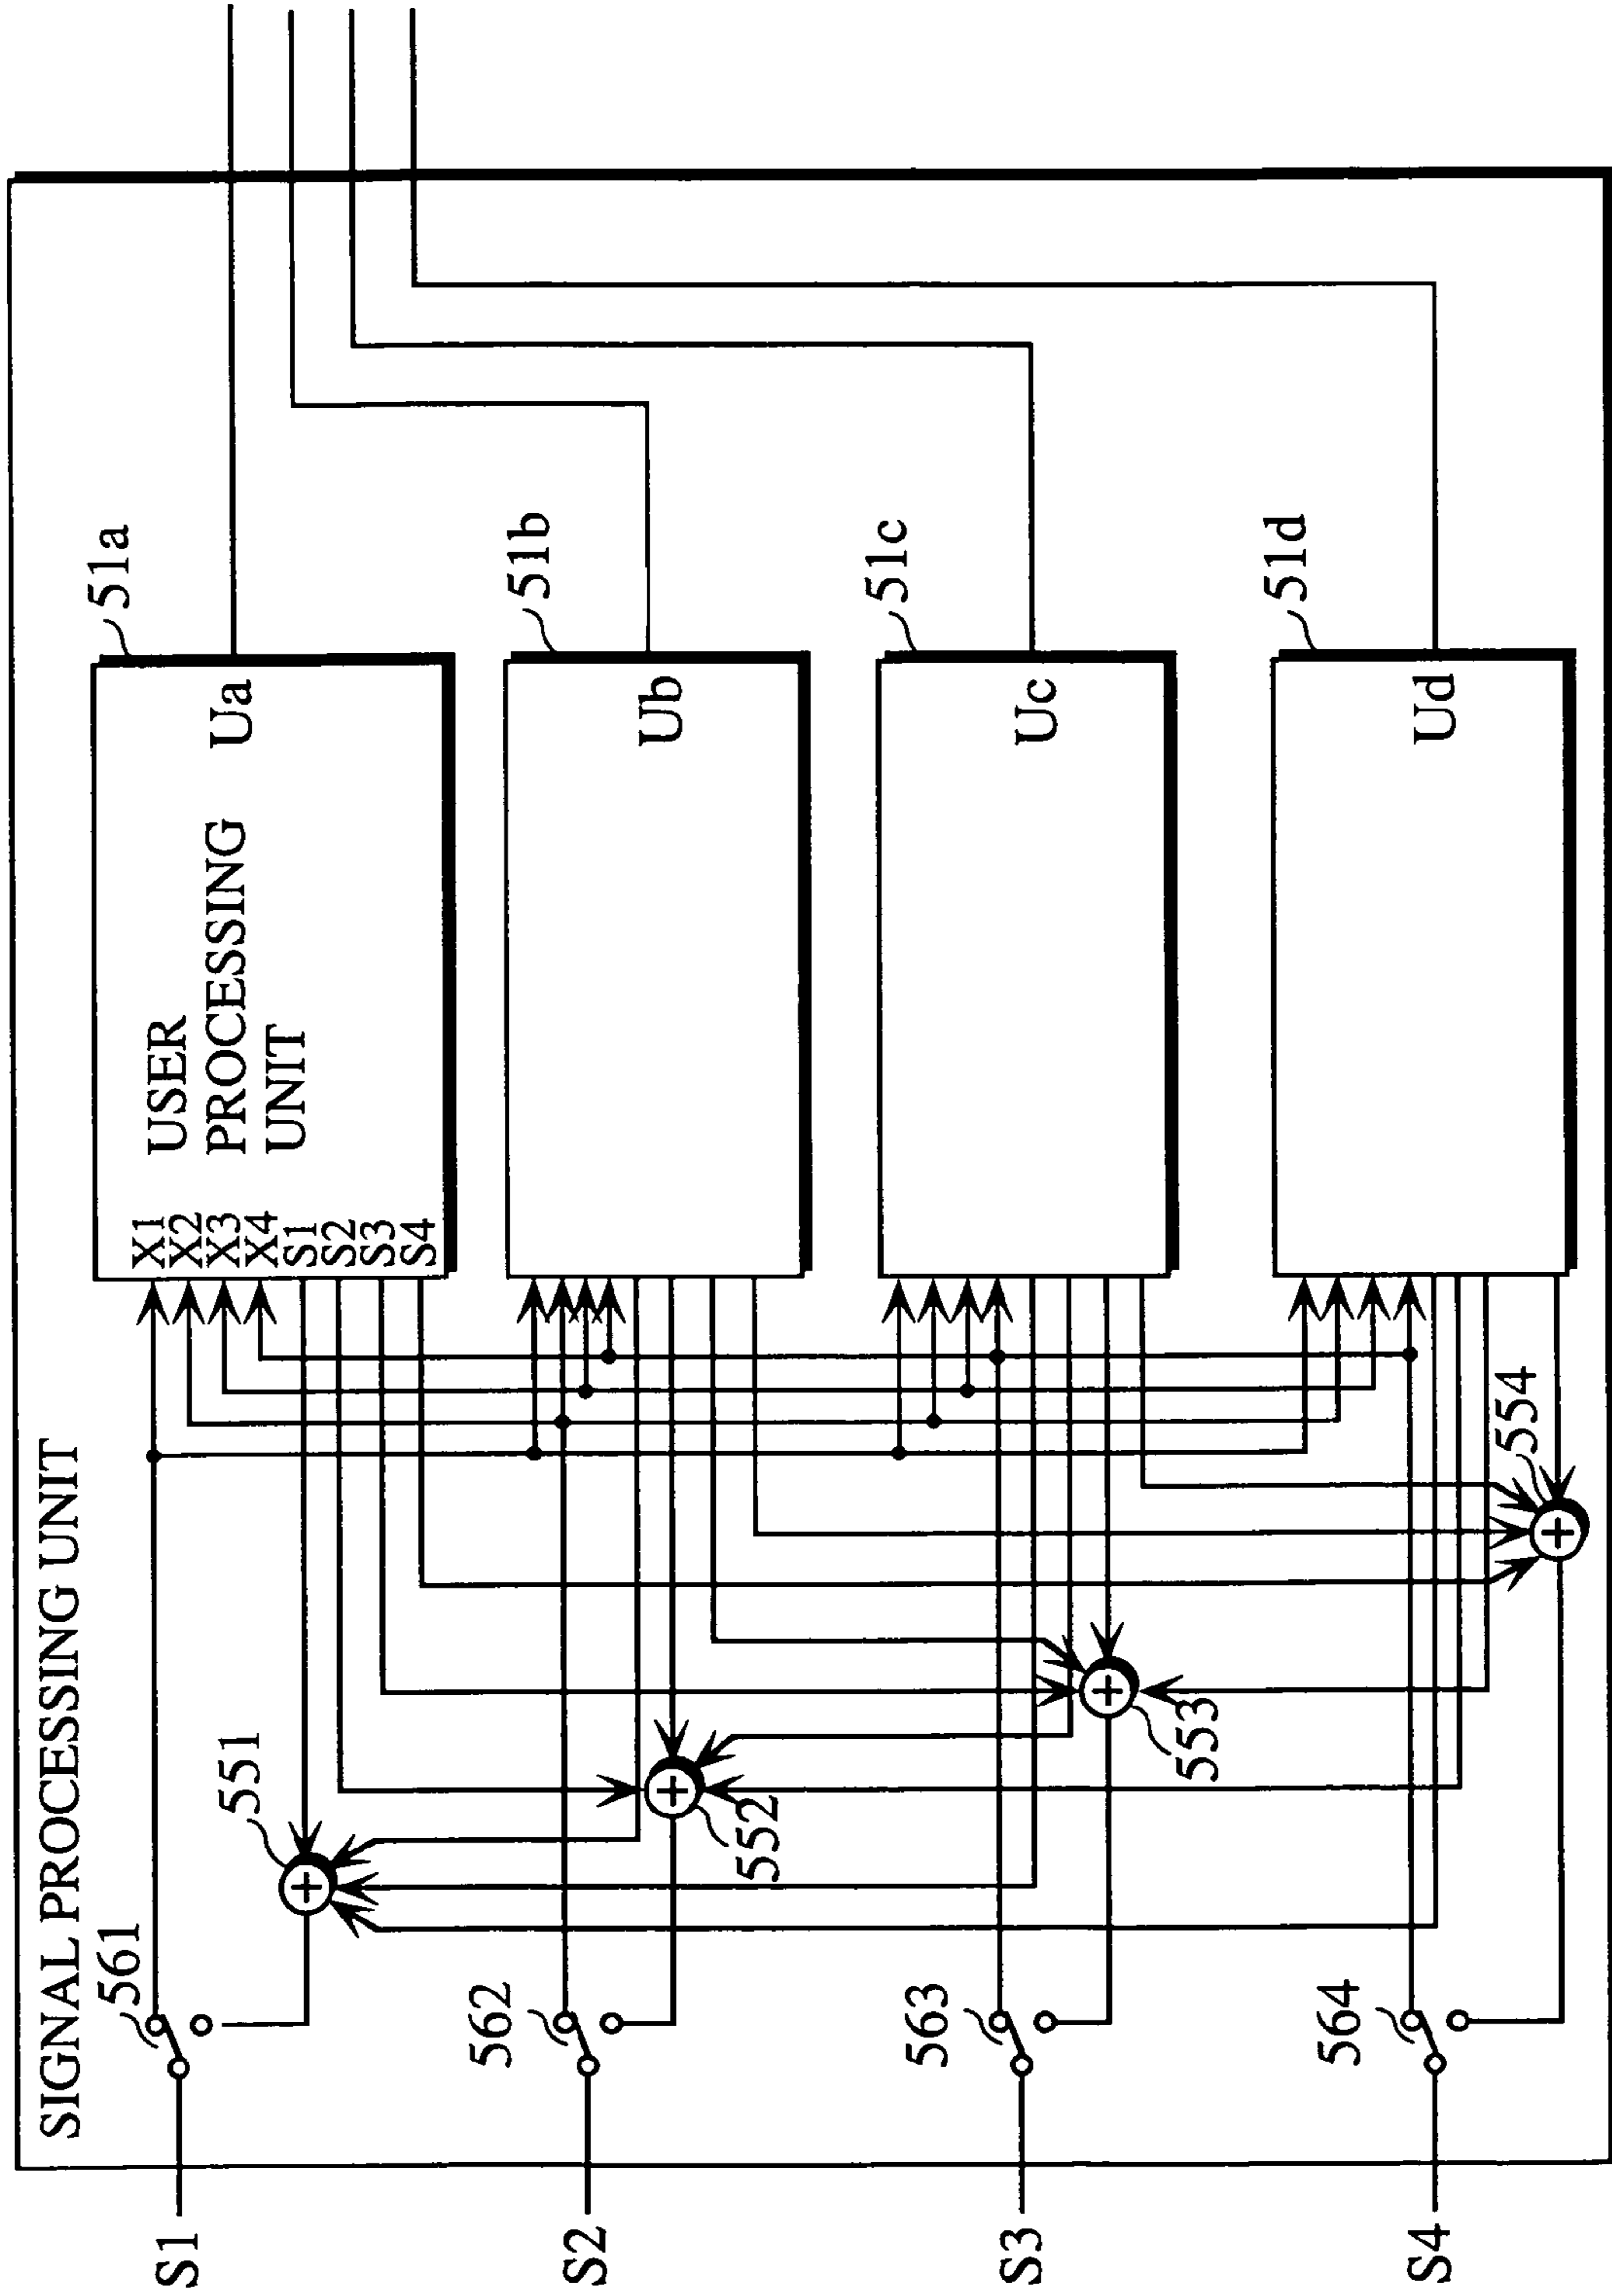 SIGNAL PROCESSING UNIT
S1
561
551
X1
X2
X3
X4
S1
S2
S3
S4
USER
PROCESSING
UNIT
Ua
51a
S2
562
552
Ub
51b
S3
563
553
Uc
51c
S4
564
554
Ud
51d